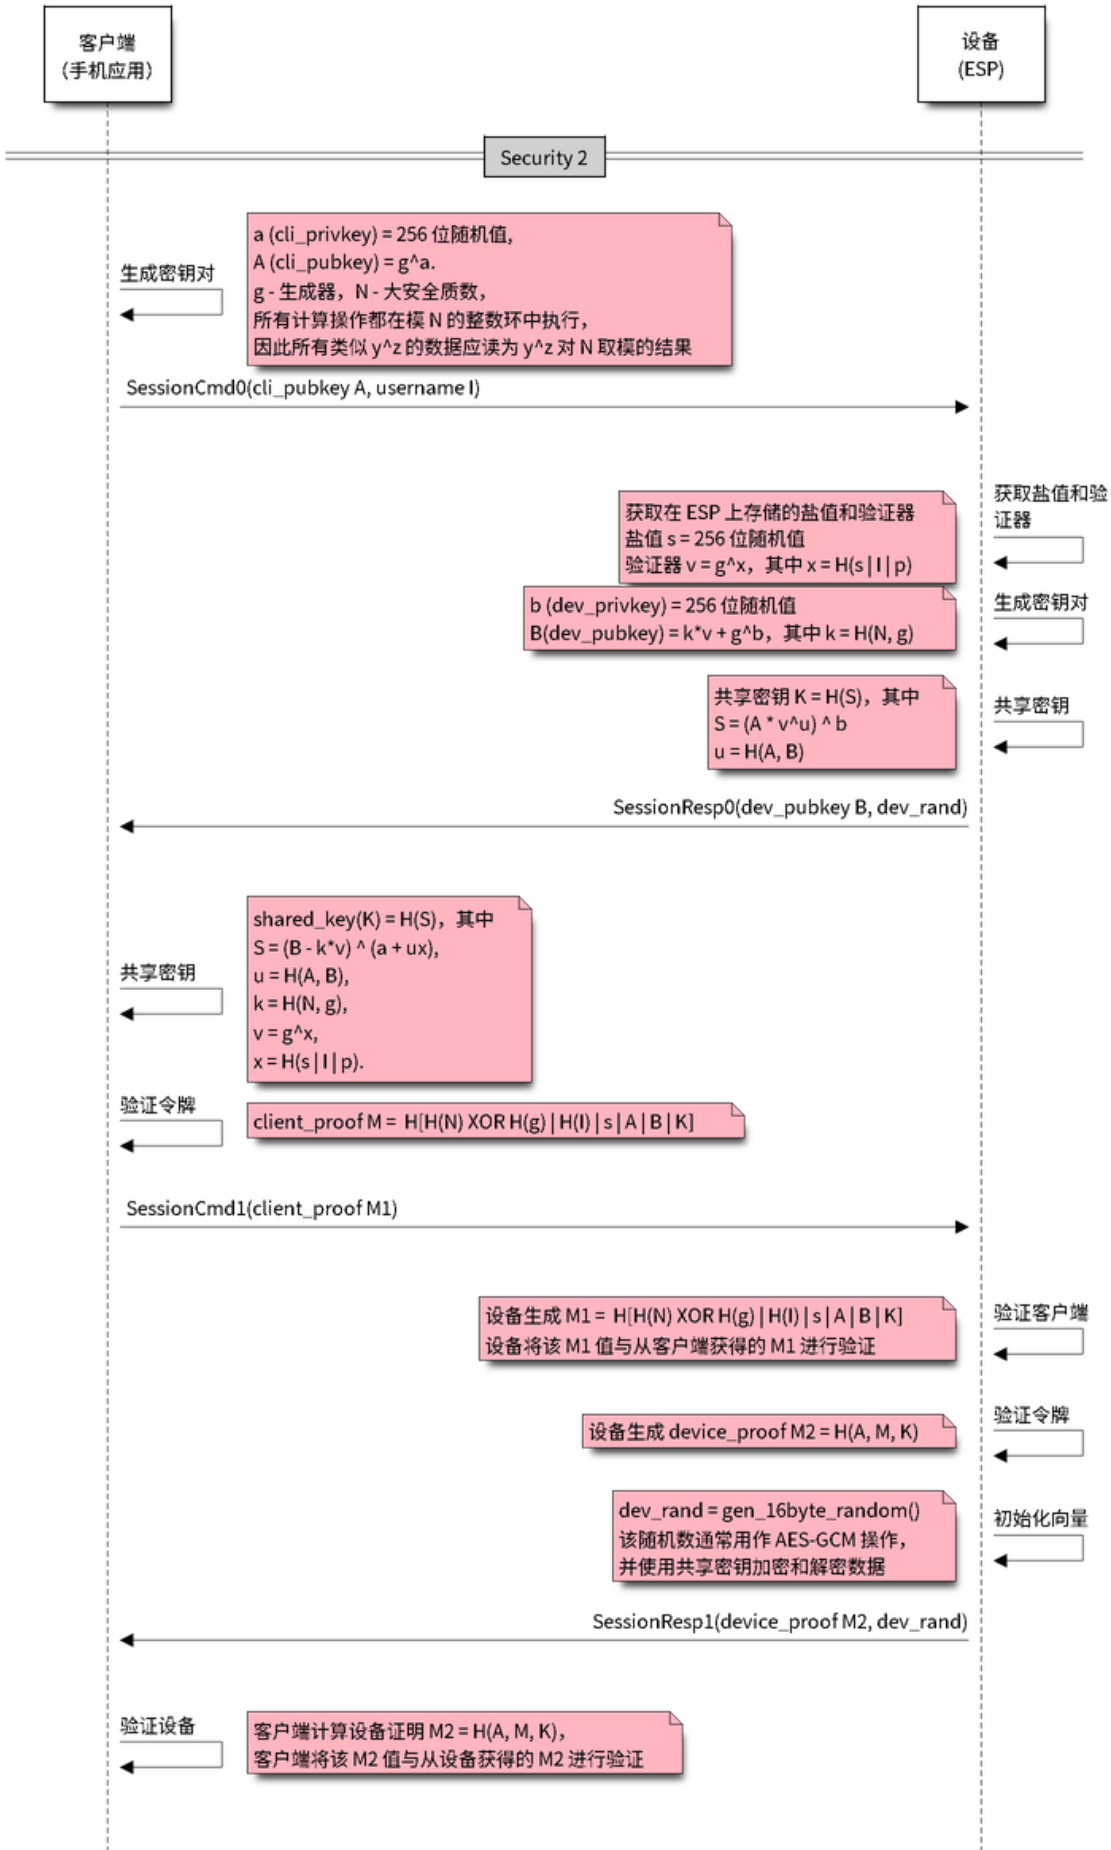 客户端
（手机应用）
设备
(ESP)
Security 2
a (cli_privkey) = 256 位随机值,
A (cli_pubkey) = g^a.
g - 生成器，N - 大安全质数，
所有计算操作都在模 N 的整数环中执行，
因此所有类似 y^z 的数据应读为 y^z 对 N 取模的结果
生成密钥对
SessionCmd0(cli_pubkey A, username I)
获取盐值和验
证器
获取在 ESP 上存储的盐值和验证器
盐值 s = 256 位随机值
验证器 v = g^x，其中 x = H(s | I | p)
生成密钥对
b (dev_privkey) = 256 位随机值
B(dev_pubkey) = k*v + g^b，其中 k = H(N, g)
共享密钥
共享密钥 K = H(S)，其中
S = (A * v^u) ^ b
u = H(A, B)
SessionResp0(dev_pubkey B, dev_rand)
共享密钥
shared_key(K) = H(S)，其中
S = (B - k*v) ^ (a + ux),
u = H(A, B),
k = H(N, g),
v = g^x,
x = H(s | I | p).
验证令牌
client_proof M = H[H(N) XOR H(g) | H(I) | s | A | B | K]
SessionCmd1(client_proof M1)
验证客户端
设备生成 M1 = H[H(N) XOR H(g) | H(I) | s | A | B | K]
设备将该 M1 值与从客户端获得的 M1 进行验证
验证令牌
设备生成 device_proof M2 = H(A, M, K)
初始化向量
dev_rand = gen_16byte_random()
该随机数通常用作 AES-GCM 操作，
并使用共享密钥加密和解密数据
SessionResp1(device_proof M2, dev_rand)
验证设备
客户端计算设备证明 M2 = H(A, M, K)，
客户端将该 M2 值与从设备获得的 M2 进行验证